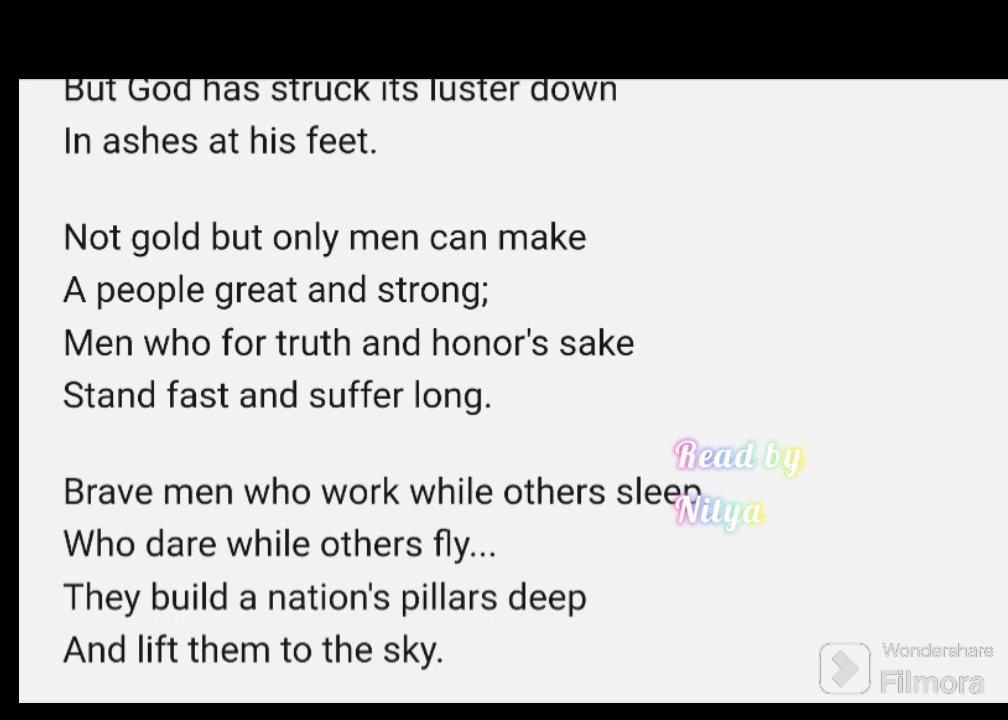 But God has struck its luster down
In ashes at his feet.
Not gold but only men can make
A people great and strong;
Men who for truth and honor's sake
Stand fast and suffer long.
Brave men who work while others sleep
Who dare while others fly...
They build a nation's pillars deep
And lift them to the sky.
Read by
Nitya
Wondershare
Filmora